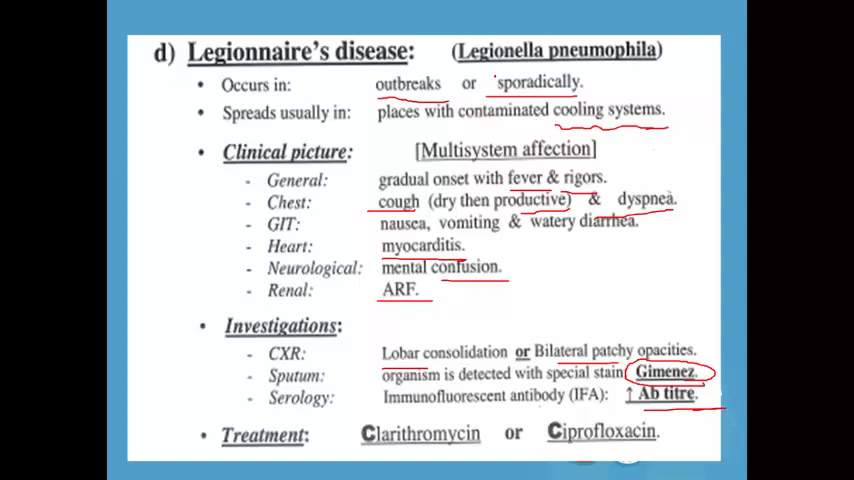 d) Legionnaire's disease: (Legionella pneumophila)
• Occurs in: outbreaks or sporadically.
• Spreads usually in: places with contaminated cooling systems.
• Clinical picture: [Multisystem affection]
- General: gradual onset with fever & rigors.
- Chest: cough (dry then productive) & dyspnea.
- GIT: nausea, vomiting & watery diarrhea.
- Heart: myocarditis.
- Neurological: mental confusion.
- Renal: ARF.
• Investigations:
- CXR: Lobar consolidation or Bilateral patchy opacities.
- Sputum: organism is detected with special stain Gimenez.
- Serology: Immunofluorescent antibody (IFA): ↑ Ab titre.
• Treatment: Clarithromycin or Ciprofloxacin.